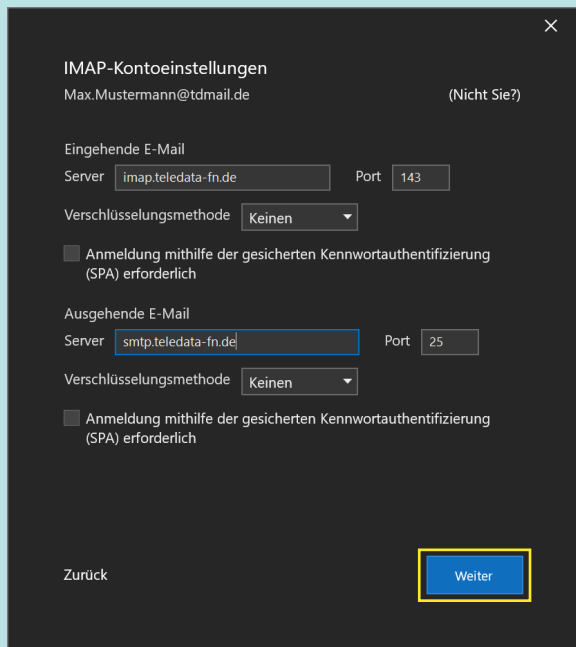 IMAP-Kontoeinstellungen
Max.Mustermann@tdmail.de (Nicht Sie?)
Eingehende E-Mail
Server imap.teledata-fn.de Port 143
Verschlüsselungsmethode Keinen
Anmeldung mithilfe der gesicherten Kennwortauthentifizierung
(SPA) erforderlich
Ausgehende E-Mail
Server smtp.teledata-fn.de Port 25
Verschlüsselungsmethode Keinen
Anmeldung mithilfe der gesicherten Kennwortauthentifizierung
(SPA) erforderlich
Zurück Weiter